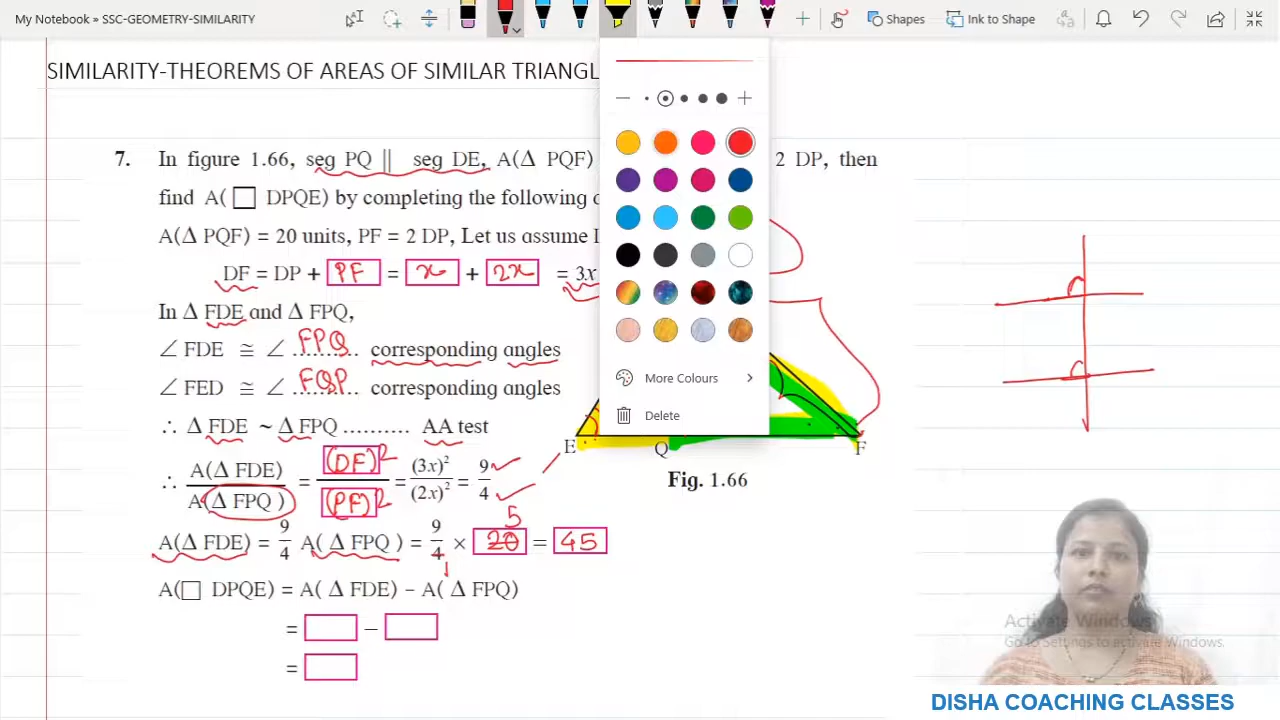 My Notebook » SSC-GEOMETRY-SIMILARITY
Shapes
Ink to Shape
SIMILARITY-THEOREMS OF AREAS OF SIMILAR TRIANGL
7. In figure 1.66, seg PQ || seg DE, A(Δ PQF) 2 DP, then
find A( □ DPQE) by completing the following
A(Δ PQF) = 20 units, PF = 2 DP, Let us assume
DF = DP + PF = x + 2x = 3x
In Δ FDE and Δ FPQ,
∠ FDE ≅ ∠ FPQ corresponding angles
∠ FED ≅ ∠ FQP corresponding angles
∴ Δ FDE ~ Δ FPQ .......... AA test
∴ A(Δ FDE)/A(Δ FPQ ) = (DF)²/(PF)² = (3x)²/(2x)² = 9/4
5
A(Δ FDE) = 9/4 A( Δ FPQ ) = 9/4 × 20 = 45
1
A(□ DPQE) = A( Δ FDE) − A( Δ FPQ)
= □ − □
= □
More Colours
Delete
E Q F
Fig. 1.66
Activate Windows
Go to Settings to activate Windows.
DISHA COACHING CLASSES